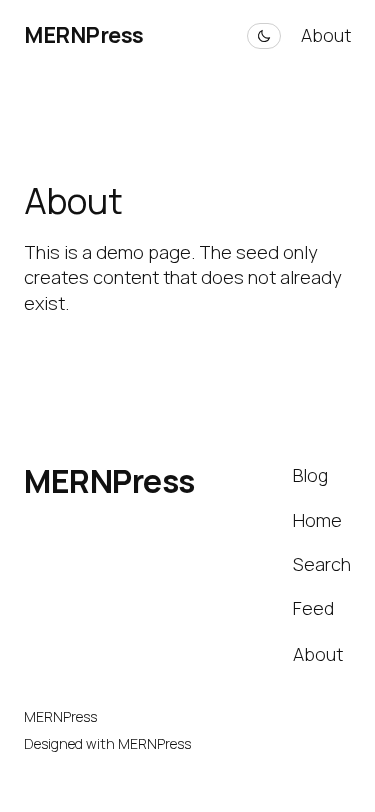 MERNPress
About
About
This is a demo page. The seed only
creates content that does not already
exist.
MERNPress
Blog
Home
Search
Feed
About
MERNPress
Designed with MERNPress